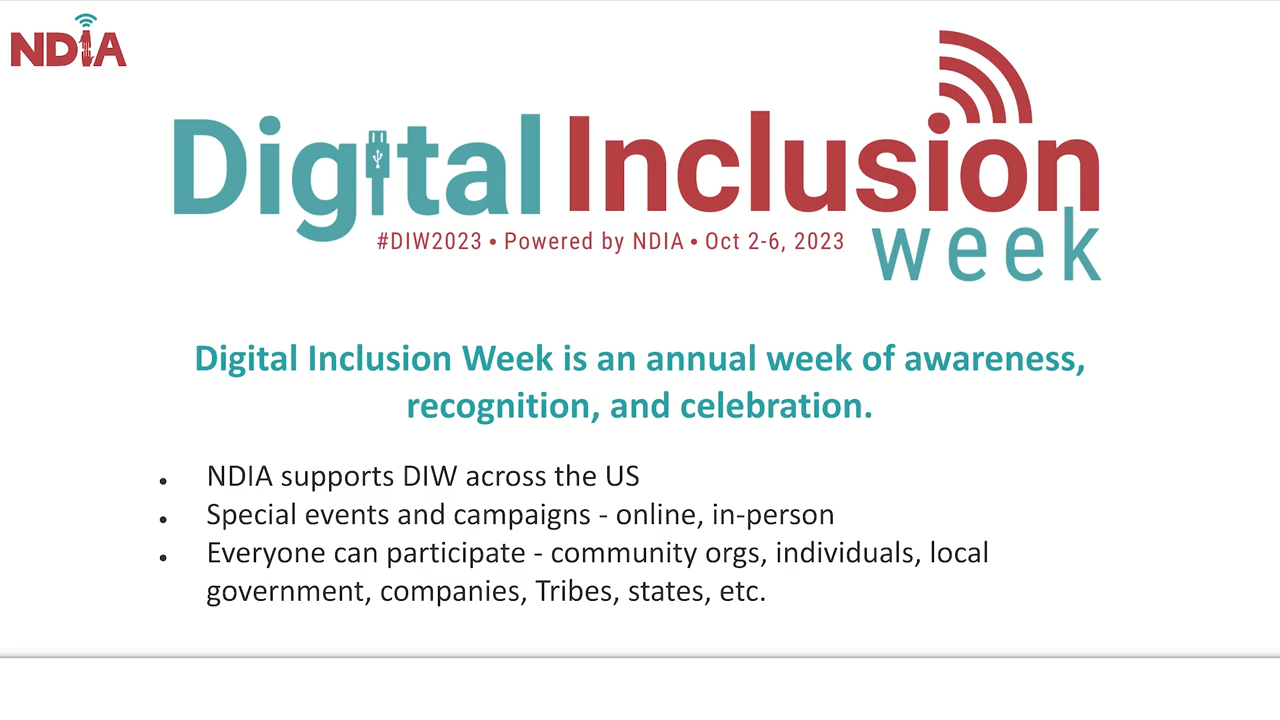 NDIA
Digital Inclusion
week
#DIW2023 • Powered by NDIA • Oct 2-6, 2023
Digital Inclusion Week is an annual week of awareness,
recognition, and celebration.
• NDIA supports DIW across the US
• Special events and campaigns - online, in-person
• Everyone can participate - community orgs, individuals, local
government, companies, Tribes, states, etc.